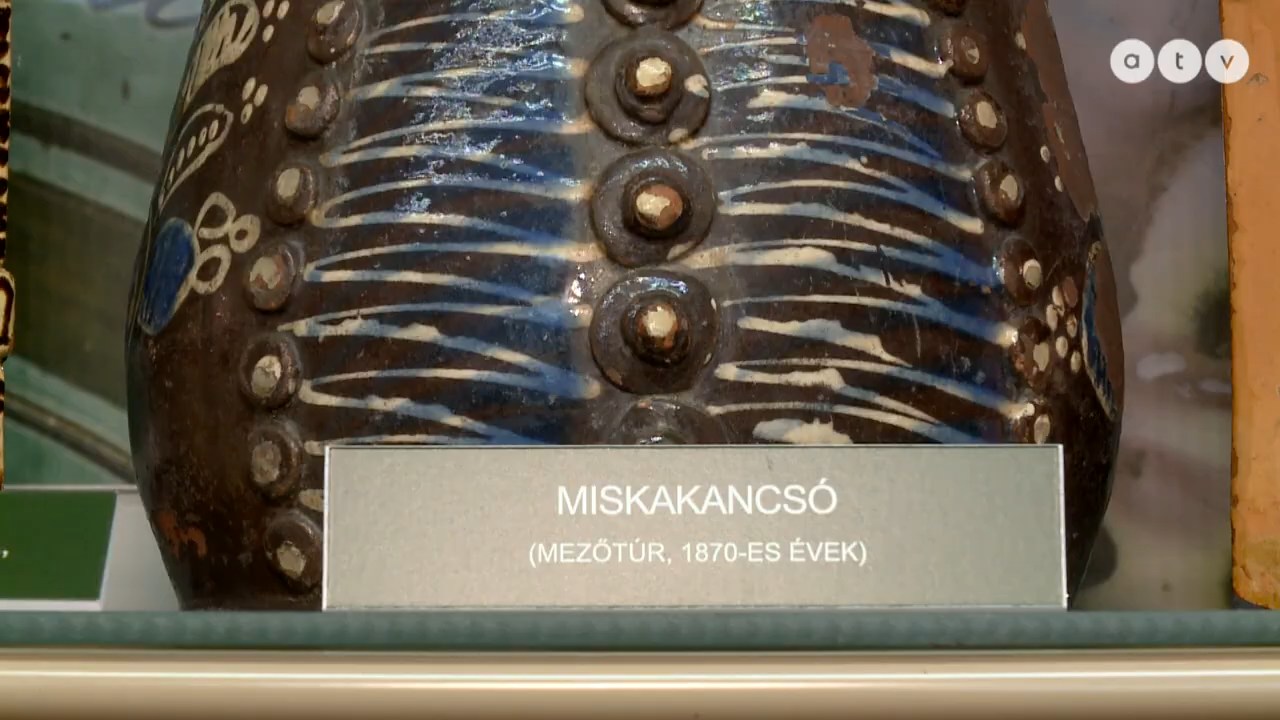 atv
MISKAKANCSÓ
(MEZŐTÚR, 1870-ES ÉVEK)
,